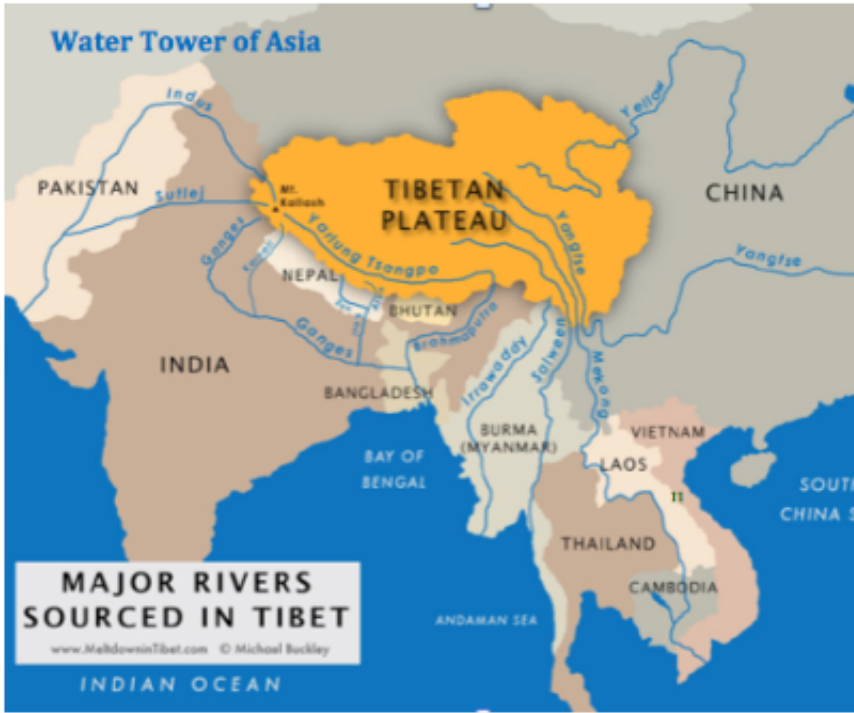 Water Tower of Asia
Indus
Yellow
PAKISTAN
Sutlej
Mt.
Kailash
TIBETAN
PLATEAU
CHINA
Ganges
Yarlung Tsangpo
Yangtse
Yangtse
NEPAL
BHUTAN
Brahmaputra
Ganges
INDIA
BANGLADESH
Irrawaddy
Salween
Mekong
BURMA
(MYANMAR)
VIETNAM
LAOS
BAY OF
BENGAL
SOUTH
CHINA S
THAILAND
CAMBODIA
MAJOR RIVERS
SOURCED IN TIBET
www.MeltdowninTibet.com © Michael Buckley
ANDAMAN SEA
INDIAN OCEAN